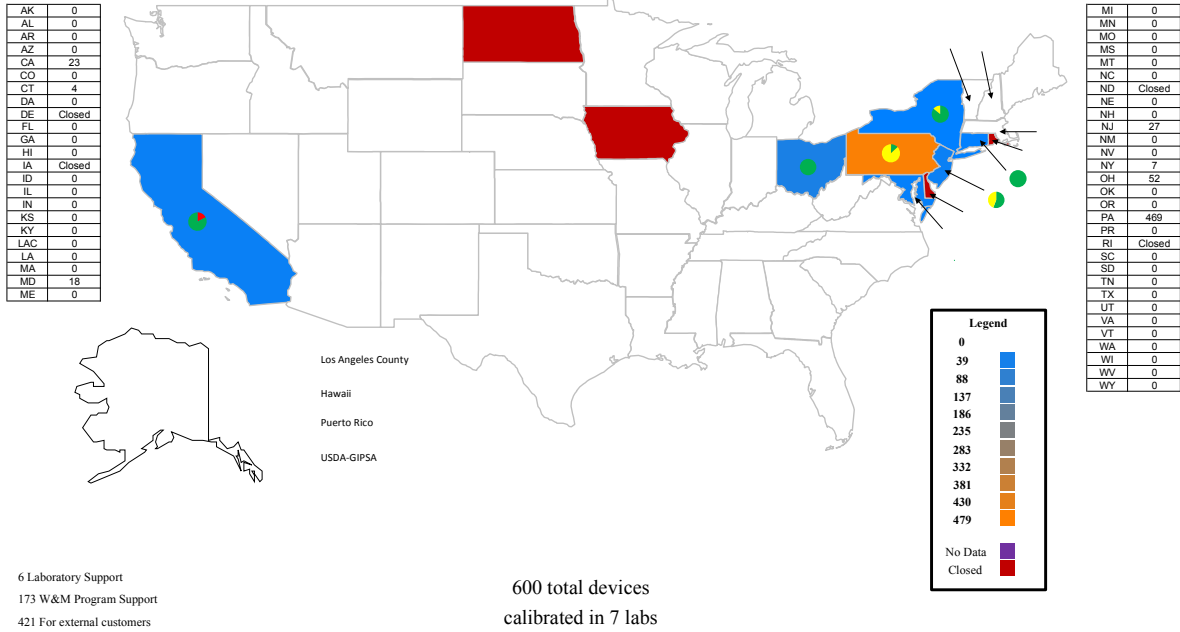 AK 0
AL 0
AR 0
AZ 0
CA 23
CO 0
CT 4
DA 0
DE Closed
FL 0
GA 0
HI 0
IA Closed
ID 0
IL 0
IN 0
KS 0
KY 0
LAC 0
LA 0
MA 0
MD 18
ME 0
MI 0
MN 0
MO 0
MS 0
MT 0
NC 0
ND Closed
NE 0
NH 0
NJ 27
NM 0
NV 0
NY 7
OH 52
OK 0
OR 0
PA 469
PR 0
RI Closed
SC 0
SD 0
TN 0
TX 0
UT 0
VA 0
VT 0
WA 0
WI 0
WV 0
WY 0
Los Angeles County
Hawaii
Puerto Rico
USDA-GIPSA
Legend
0
39
88
137
186
235
283
332
381
430
479
No Data
Closed
6 Laboratory Support
173 W&M Program Support
421 For external customers
600 total devices
calibrated in 7 labs